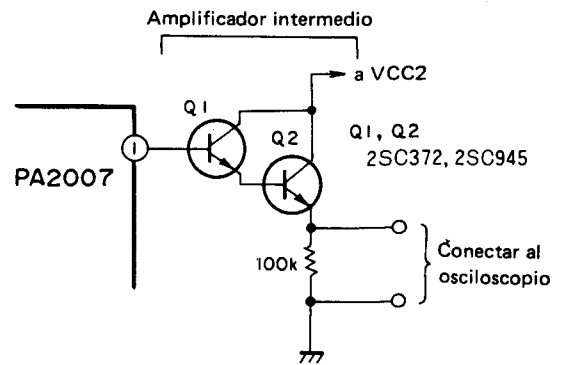 Amplificador intermedio
a VCC2
Q1
Q2
Q1, Q2
2SC372, 2SC945
1
PA2007
100k
Conectar al
osciloscopio